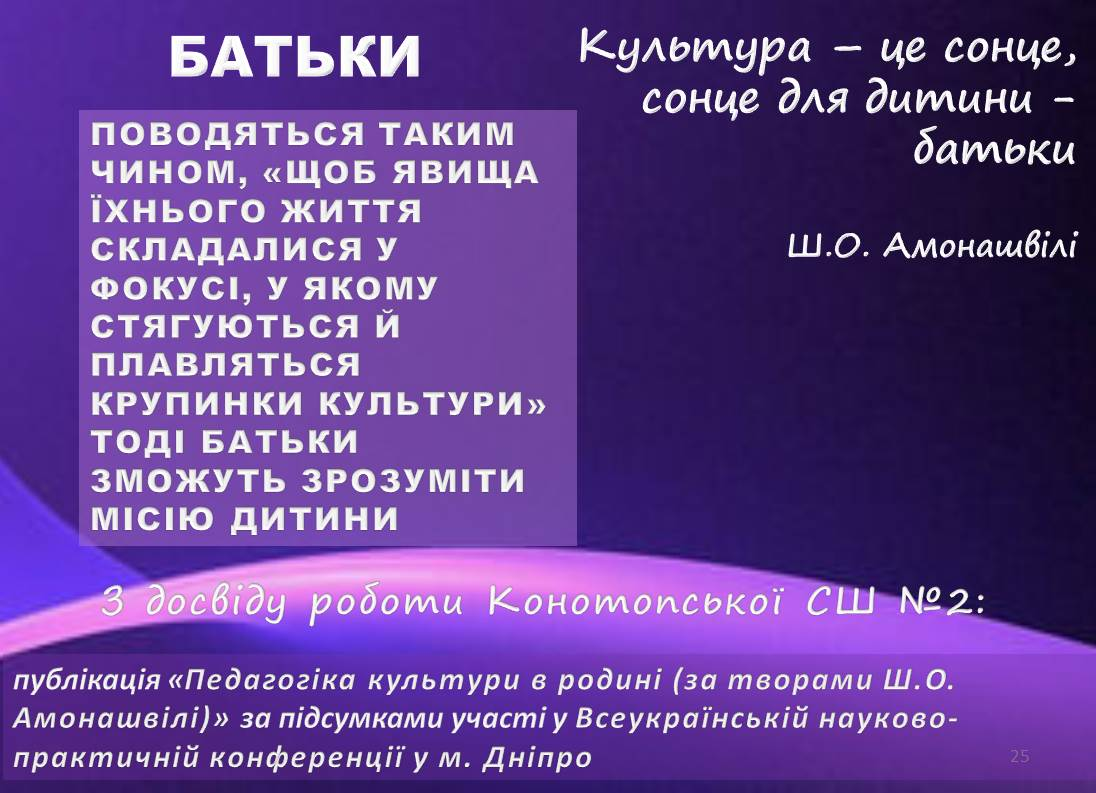 БАТЬКИ
ПОВОДЯТЬСЯ ТАКИМ
ЧИНОМ, «ЩОБ ЯВИЩА
ЇХНЬОГО ЖИТТЯ
СКЛАДАЛИСЯ У
ФОКУСІ, У ЯКОМУ
СТЯГУЮТЬСЯ Й
ПЛАВЛЯТЬСЯ
КРУПИНКИ КУЛЬТУРИ»
ТОДІ БАТЬКИ
ЗМОЖУТЬ ЗРОЗУМІТИ
МІСІЮ ДИТИНИ
Культура – це сонце,
сонце для дитини -
батьки
Ш.О. Амонашвілі
З досвіду роботи Конотопської СШ №2:
публікація «Педагогіка культури в родині (за творами Ш.О.
Амонашвілі)» за підсумками участі у Всеукраїнській науково-
практичній конференції у м. Дніпро
25